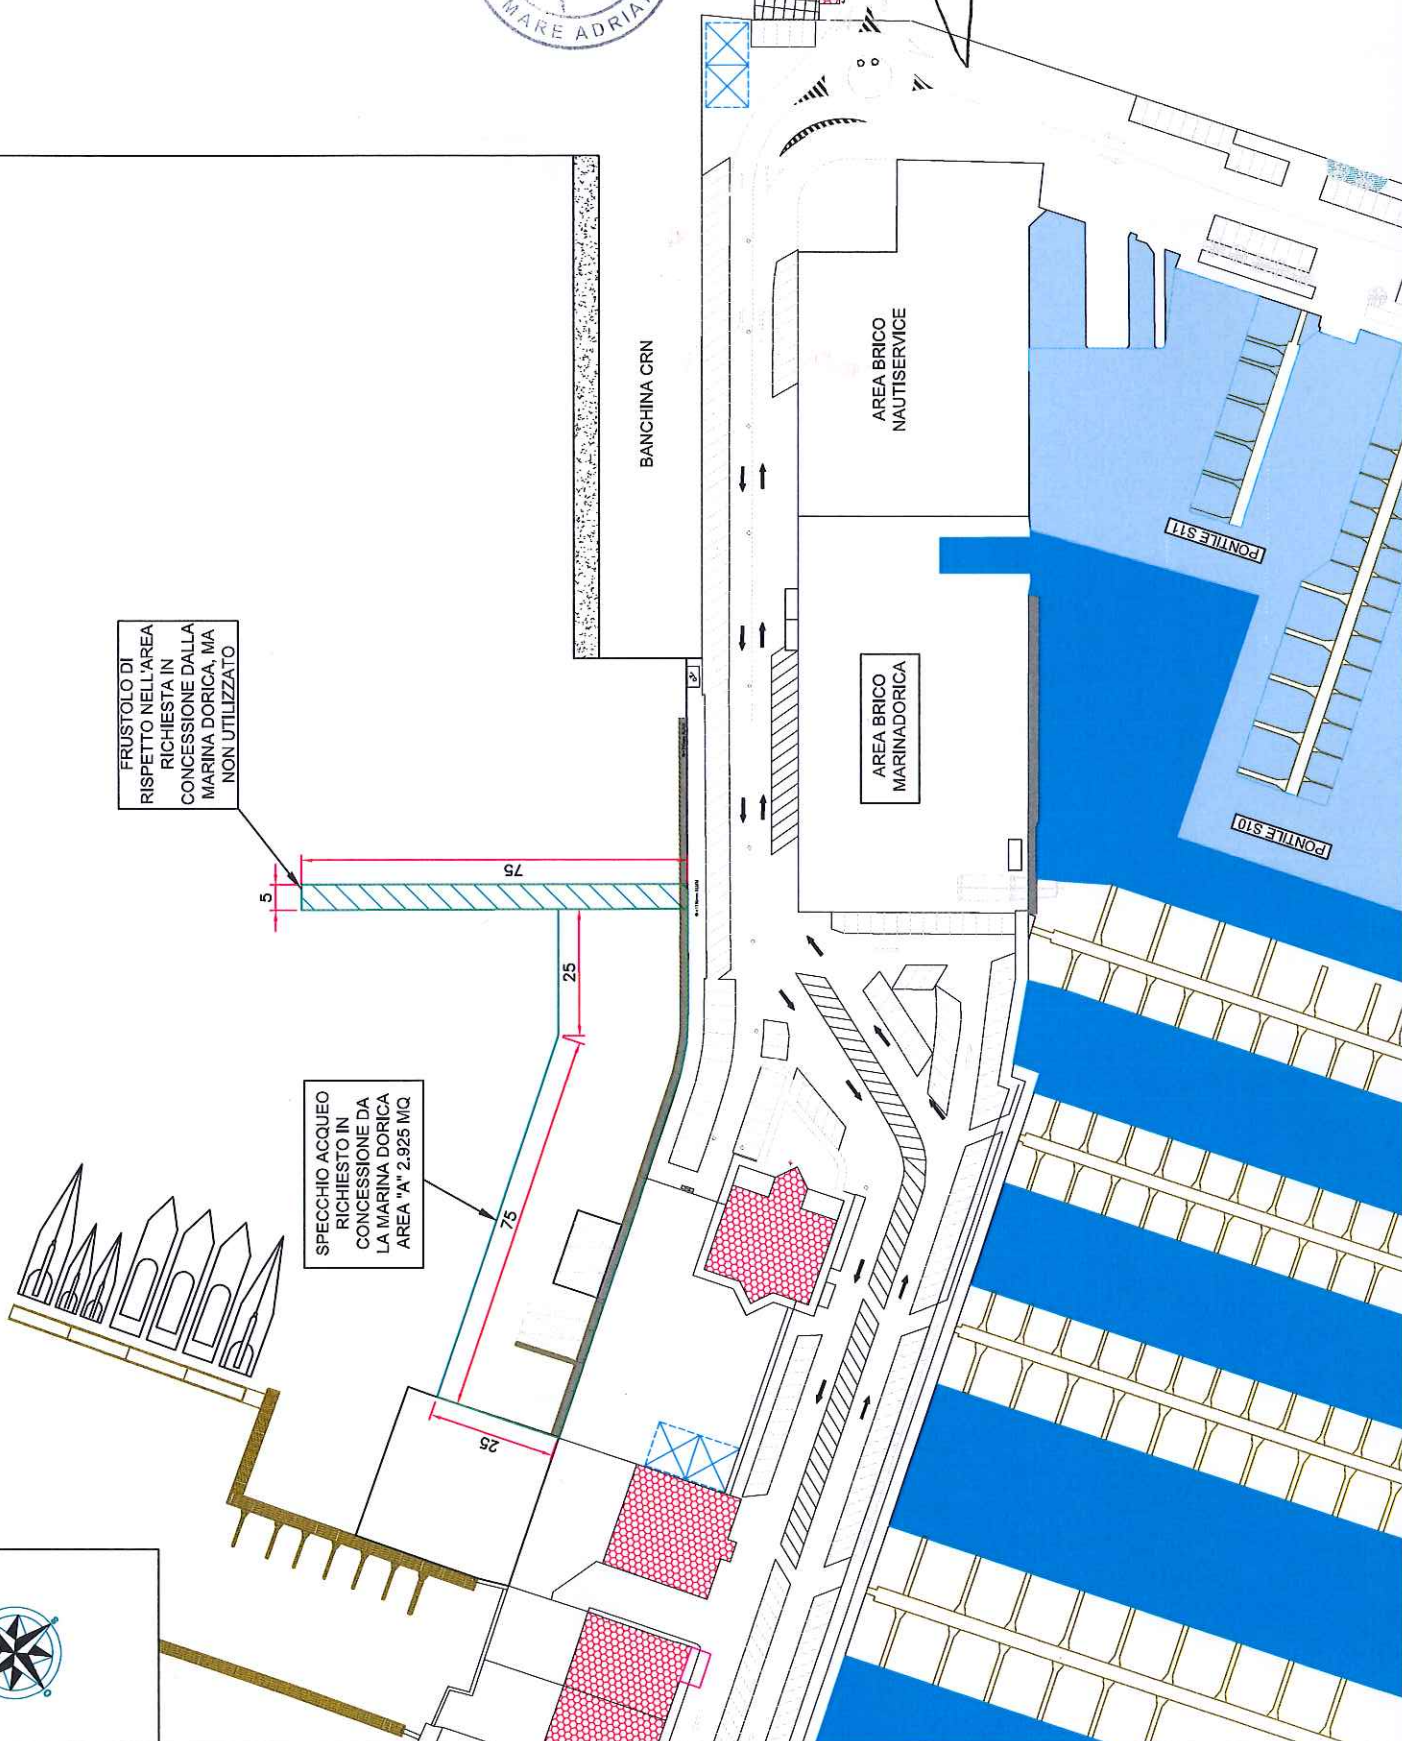 MARE ADRIA
BANCHINA CRN
AREA BRICO
NAUTISERVICE
FRUSTOLO DI
RISPETTO NELL'AREA
RICHIESTA IN
CONCESSIONE DALLA
MARINA DORICA, MA
NON UTILIZZATO
AREA BRICO
MARINADORICA
PONTILE S11
PONTILE S10
5
75
25
SPECCHIO ACQUEO
RICHIESTO IN
CONCESSIONE DA
LA MARINA DORICA
AREA "A" 2.925 MQ
75
25